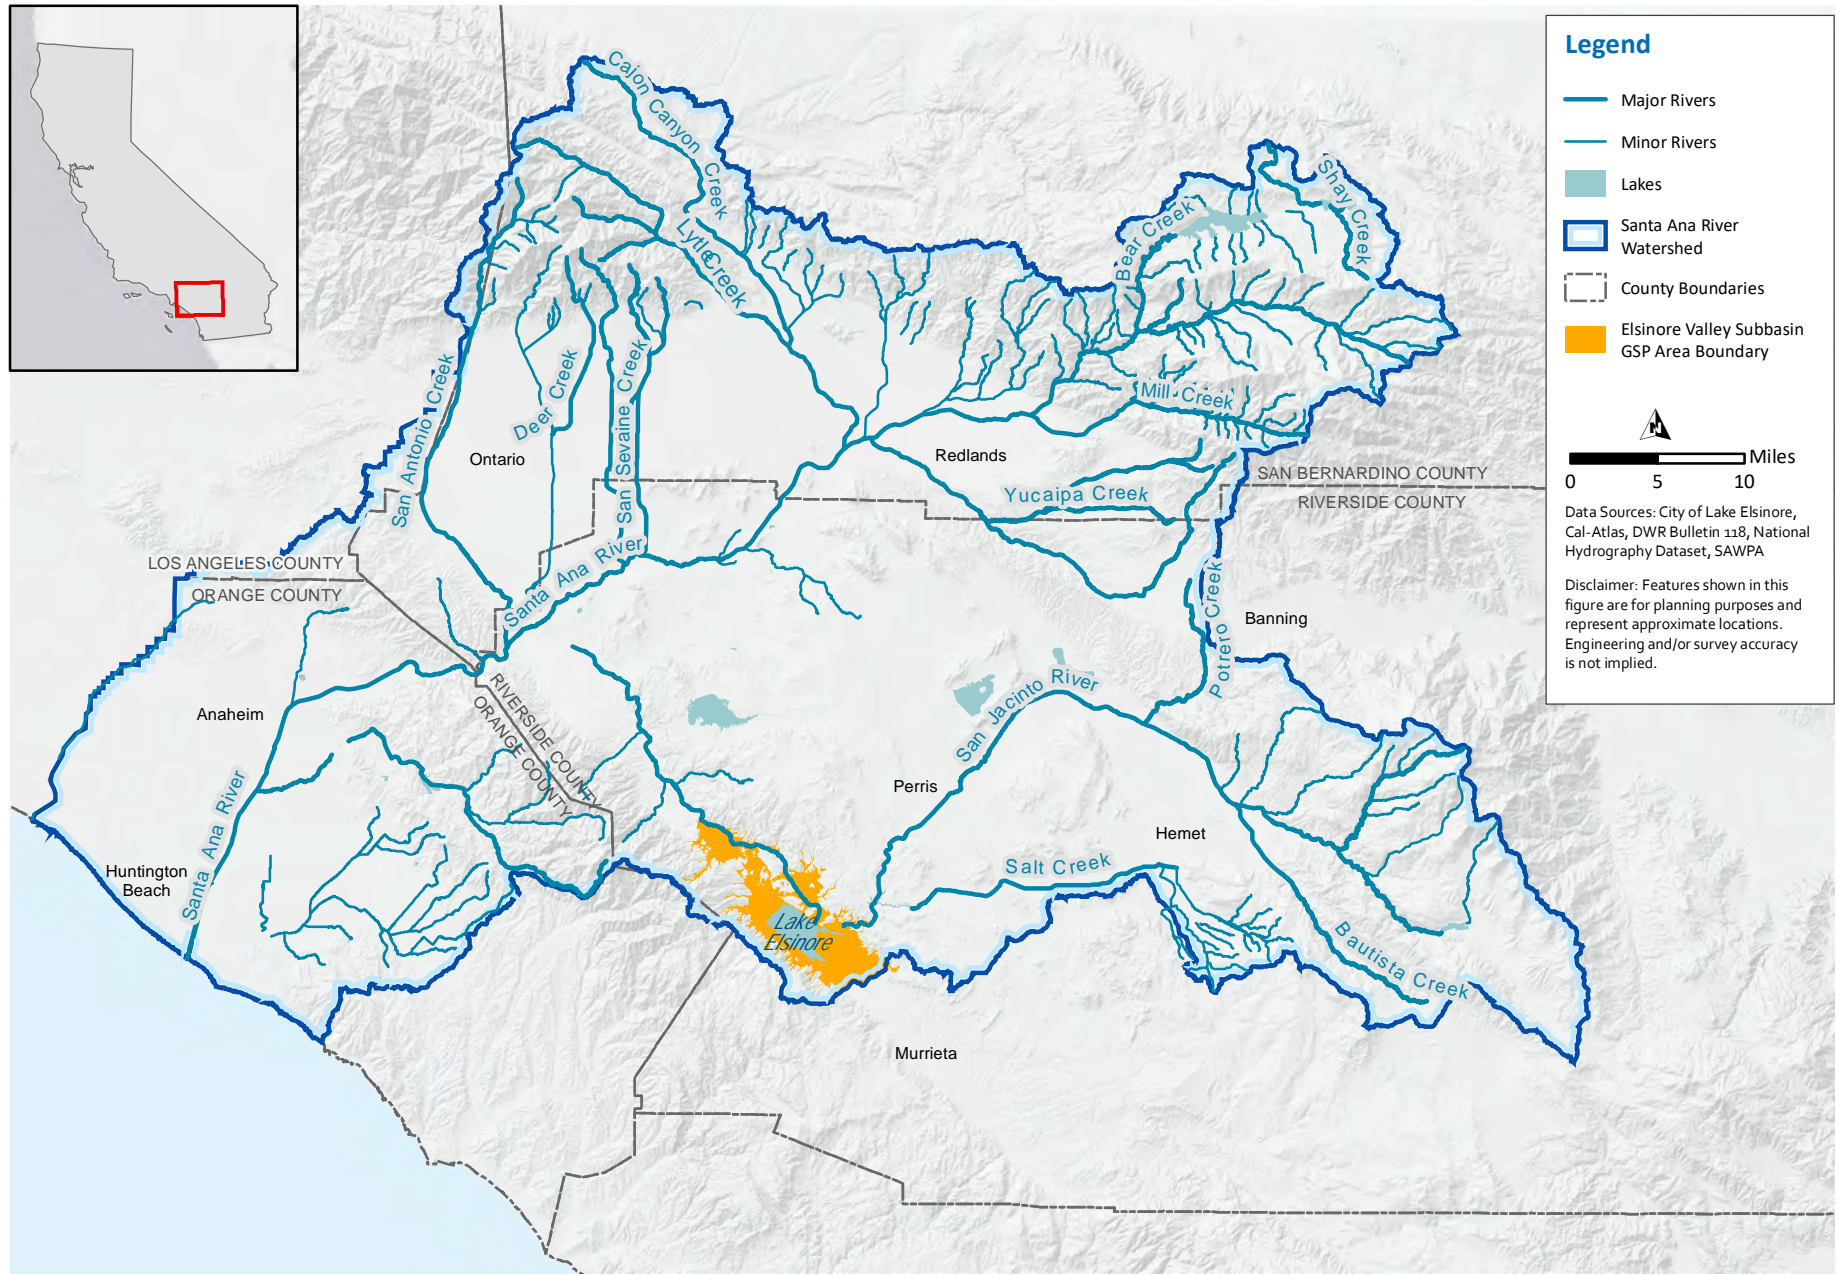 Legend
Major Rivers
Minor Rivers
Lakes
Santa Ana River
Watershed
County Boundaries
Elsinore Valley Subbasin
GSP Area Boundary
N
Miles
0 5 10
Data Sources: City of Lake Elsinore,
Cal-Atlas, DWR Bulletin 118, National
Hydrography Dataset, SAWPA
Disclaimer: Features shown in this
figure are for planning purposes and
represent approximate locations.
Engineering and/or survey accuracy
is not implied.
Cajon Canyon Creek
Lytle Creek
Shay Creek
Bear Creek
San Antonio Creek
Deer Creek
San Sevaine Creek
Mill Creek
Ontario
Redlands
Yucaipa Creek
SAN BERNARDINO COUNTY
RIVERSIDE COUNTY
LOS ANGELES COUNTY
ORANGE COUNTY
Santa Ana River
Potrero Creek
Banning
RIVERSIDE COUNTY
ORANGE COUNTY
San Jacinto River
Anaheim
Santa Ana River
Perris
Hemet
Huntington
Beach
Salt Creek
Lake
Elsinore
Bautista Creek
Murrieta